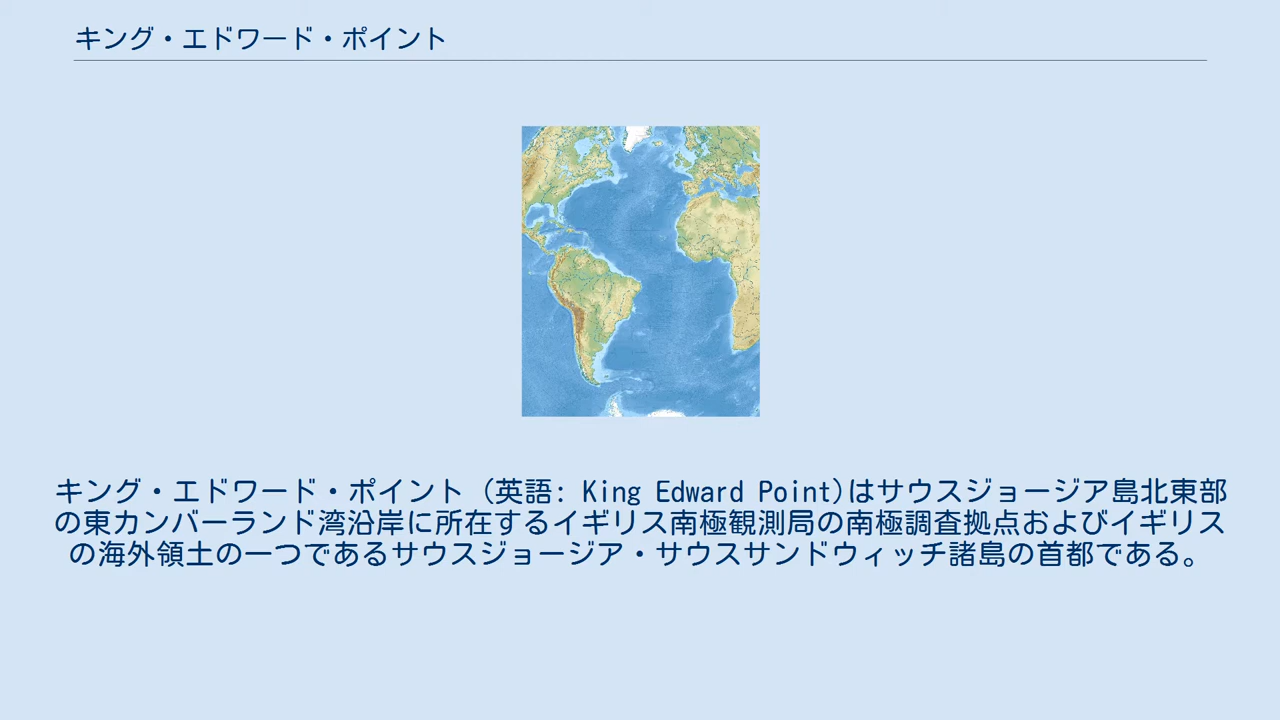 キング・エドワード・ポイント
キング・エドワード・ポイント (英語: King Edward Point)はサウスジョージア島北東部
の東カンバーランド湾沿岸に所在するイギリス南極観測局の南極調査拠点およびイギリス
の海外領土の一つであるサウスジョージア・サウスサンドウィッチ諸島の首都である。